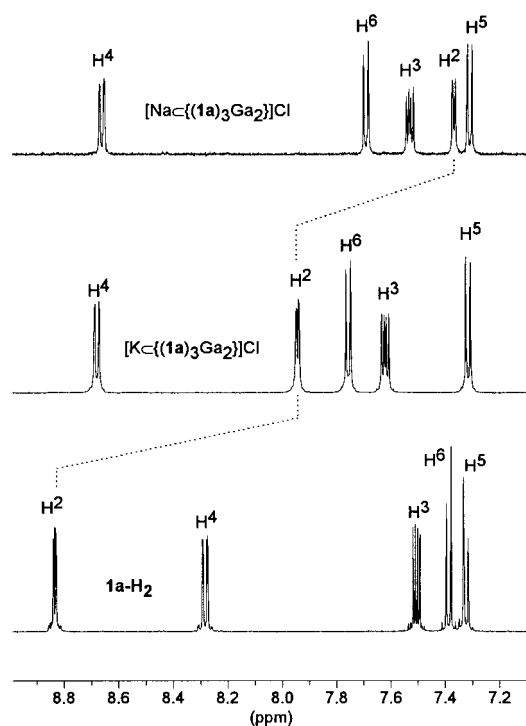 H⁴ H⁶ H³ H² H⁵
[Na⊂{(1a)₃Ga₂}]Cl
H⁴ H² H⁶ H³ H⁵
[K⊂{(1a)₃Ga₂}]Cl
H² H⁴ H³ H⁶ H⁵
1a-H₂
8.8 8.6 8.4 8.2 8.0 7.8 7.6 7.4 7.2
(ppm)